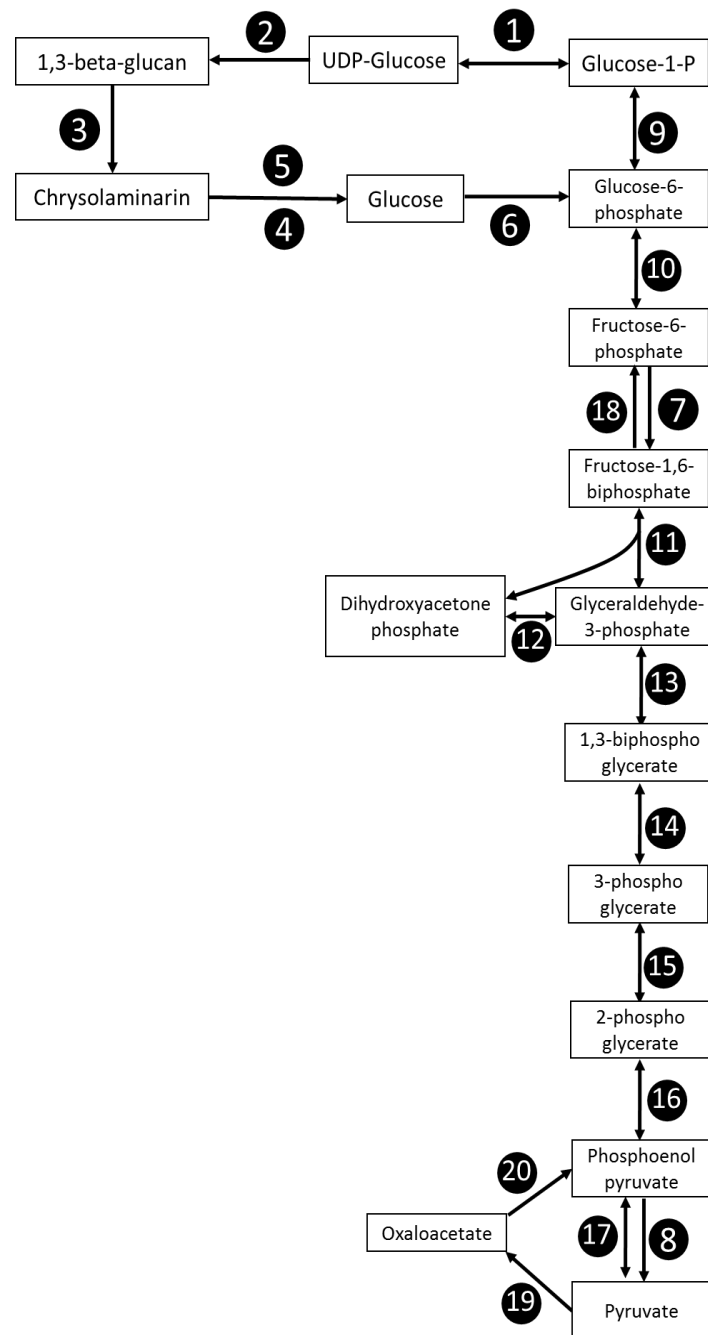 2
1
1,3-beta-glucan
UDP-Glucose
Glucose-1-P
3
9
5
Chrysolaminarin
Glucose
Glucose-6-
phosphate
4
6
10
Fructose-6-
phosphate
18
7
Fructose-1,6-
biphosphate
11
Dihydroxyacetone
phosphate
12
Glyceraldehyde-
3-phosphate
13
1,3-biphospho
glycerate
14
3-phospho
glycerate
15
2-phospho
glycerate
16
Phosphoenol
pyruvate
20
Oxaloacetate
17
8
19
Pyruvate